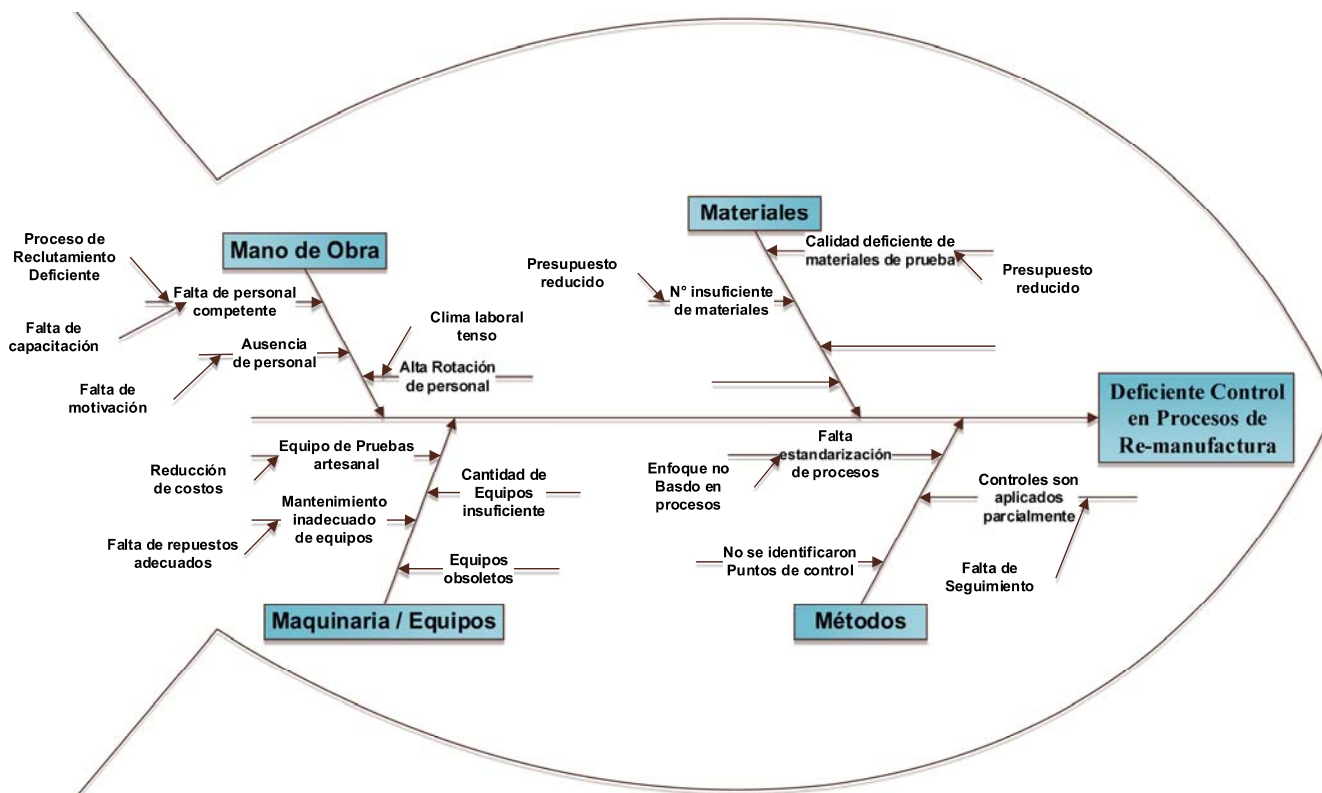 Materiales
Mano de Obra
Proceso de
Reclutamiento
Deficiente
Falta de personal
competente
Falta de
capacitación
Ausencia
de personal
Falta de
motivación
Clima laboral
tenso
Alta Rotación
de personal
Presupuesto
reducido
N° insuficiente
de materiales
Calidad deficiente de
materiales de prueba
Presupuesto
reducido
Deficiente Control
en Procesos de
Re-manufactura
Equipo de Pruebas
artesanal
Reducción
de costos
Cantidad de
Equipos
insuficiente
Mantenimiento
inadecuado
de equipos
Falta de repuestos
adecuados
Equipos
obsoletos
Maquinaria / Equipos
Falta
estandarización
de procesos
Enfoque no
Basdo en
procesos
Controles son
aplicados
parcialmente
No se identificaron
Puntos de control
Falta de
Seguimiento
Métodos